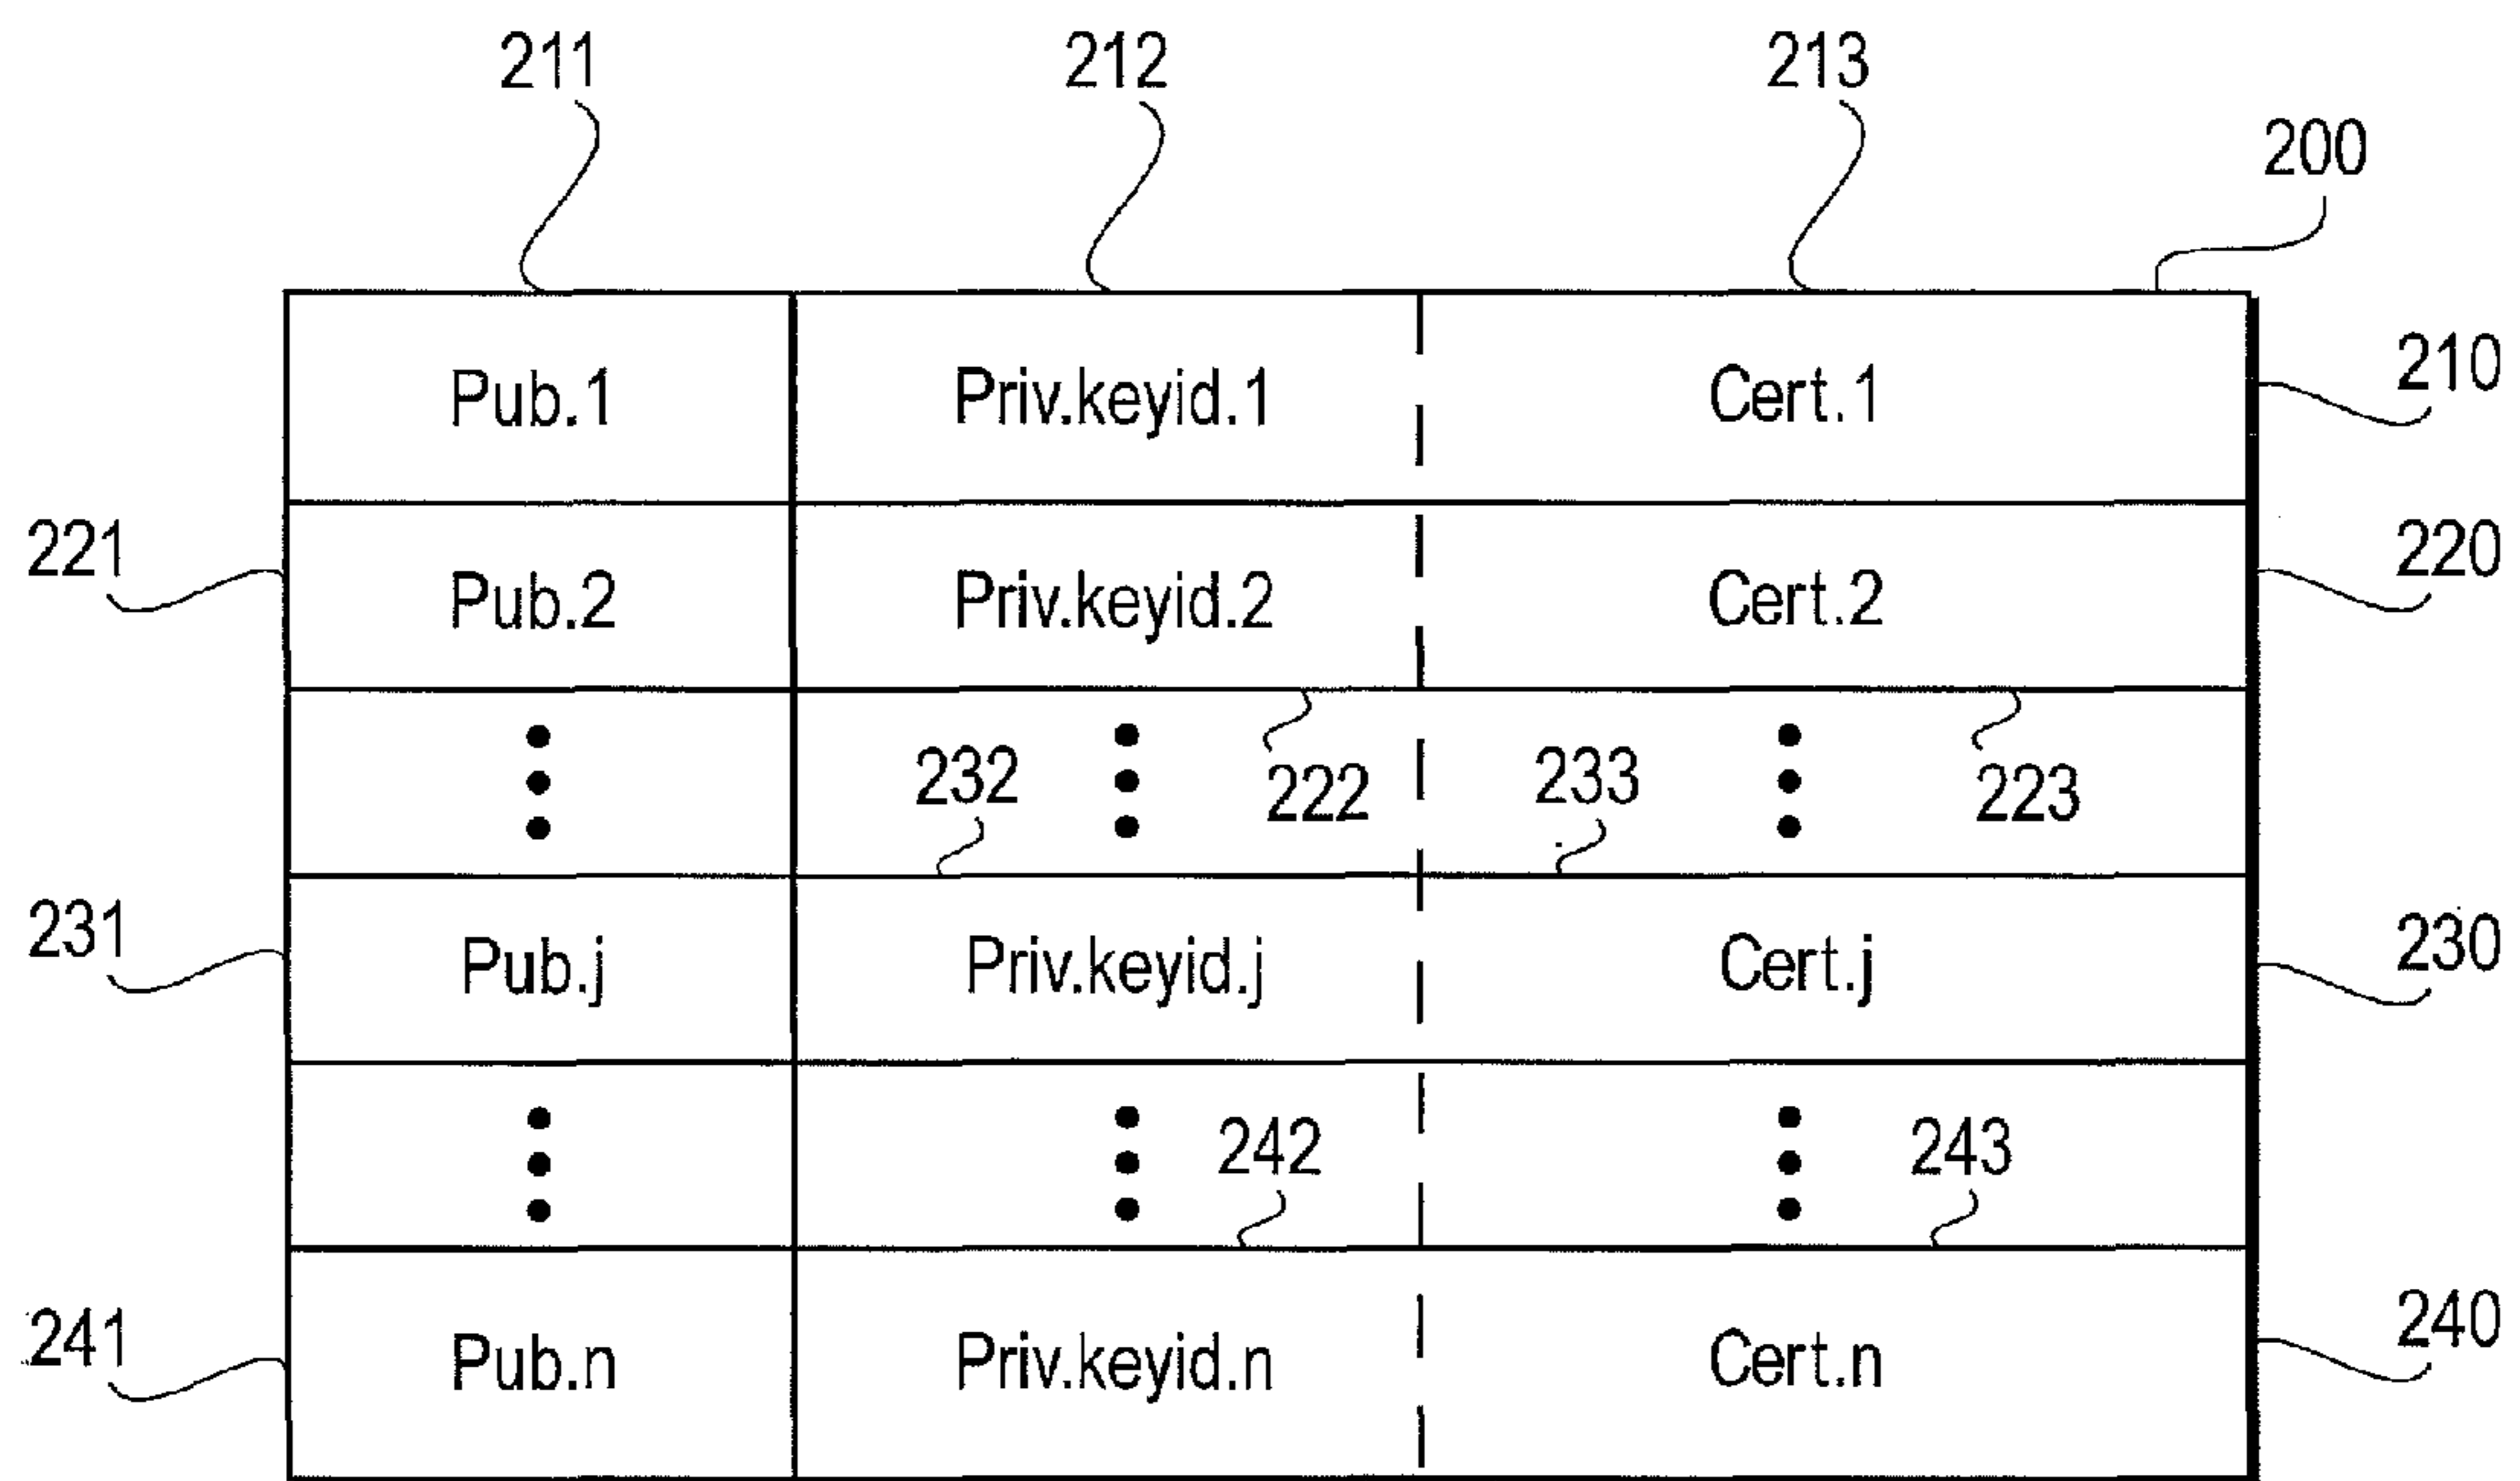 211 212 213
200
210
Pub.1 Priv.keyid.1 Cert.1
221 220
Pub.2 Priv.keyid.2 Cert.2
232 222 233 223
231 230
Pub.j Priv.keyid.j Cert.j
242 243
241 240
Pub.n Priv.keyid.n Cert.n